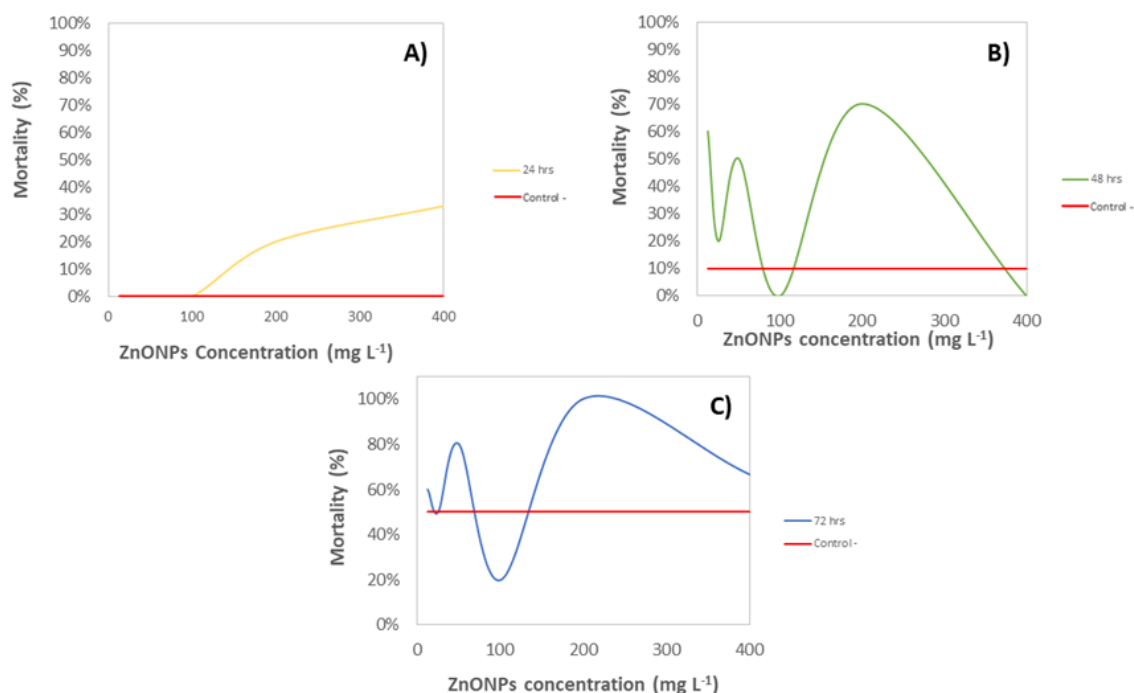 A)
Mortality (%)
100%
90%
80%
70%
60%
50%
40%
30%
20%
10%
0%
0 100 200 300 400
ZnONPs Concentration (mg L⁻¹)
24 hrs
Control -
B)
Mortality (%)
100%
90%
80%
70%
60%
50%
40%
30%
20%
10%
0%
0 100 200 300 400
ZnONPs concentration (mg L⁻¹)
48 hrs
Control -
C)
Mortality (%)
100%
80%
60%
40%
20%
0%
0 100 200 300 400
ZnONPs concentration (mg L⁻¹)
72 hrs
Control -